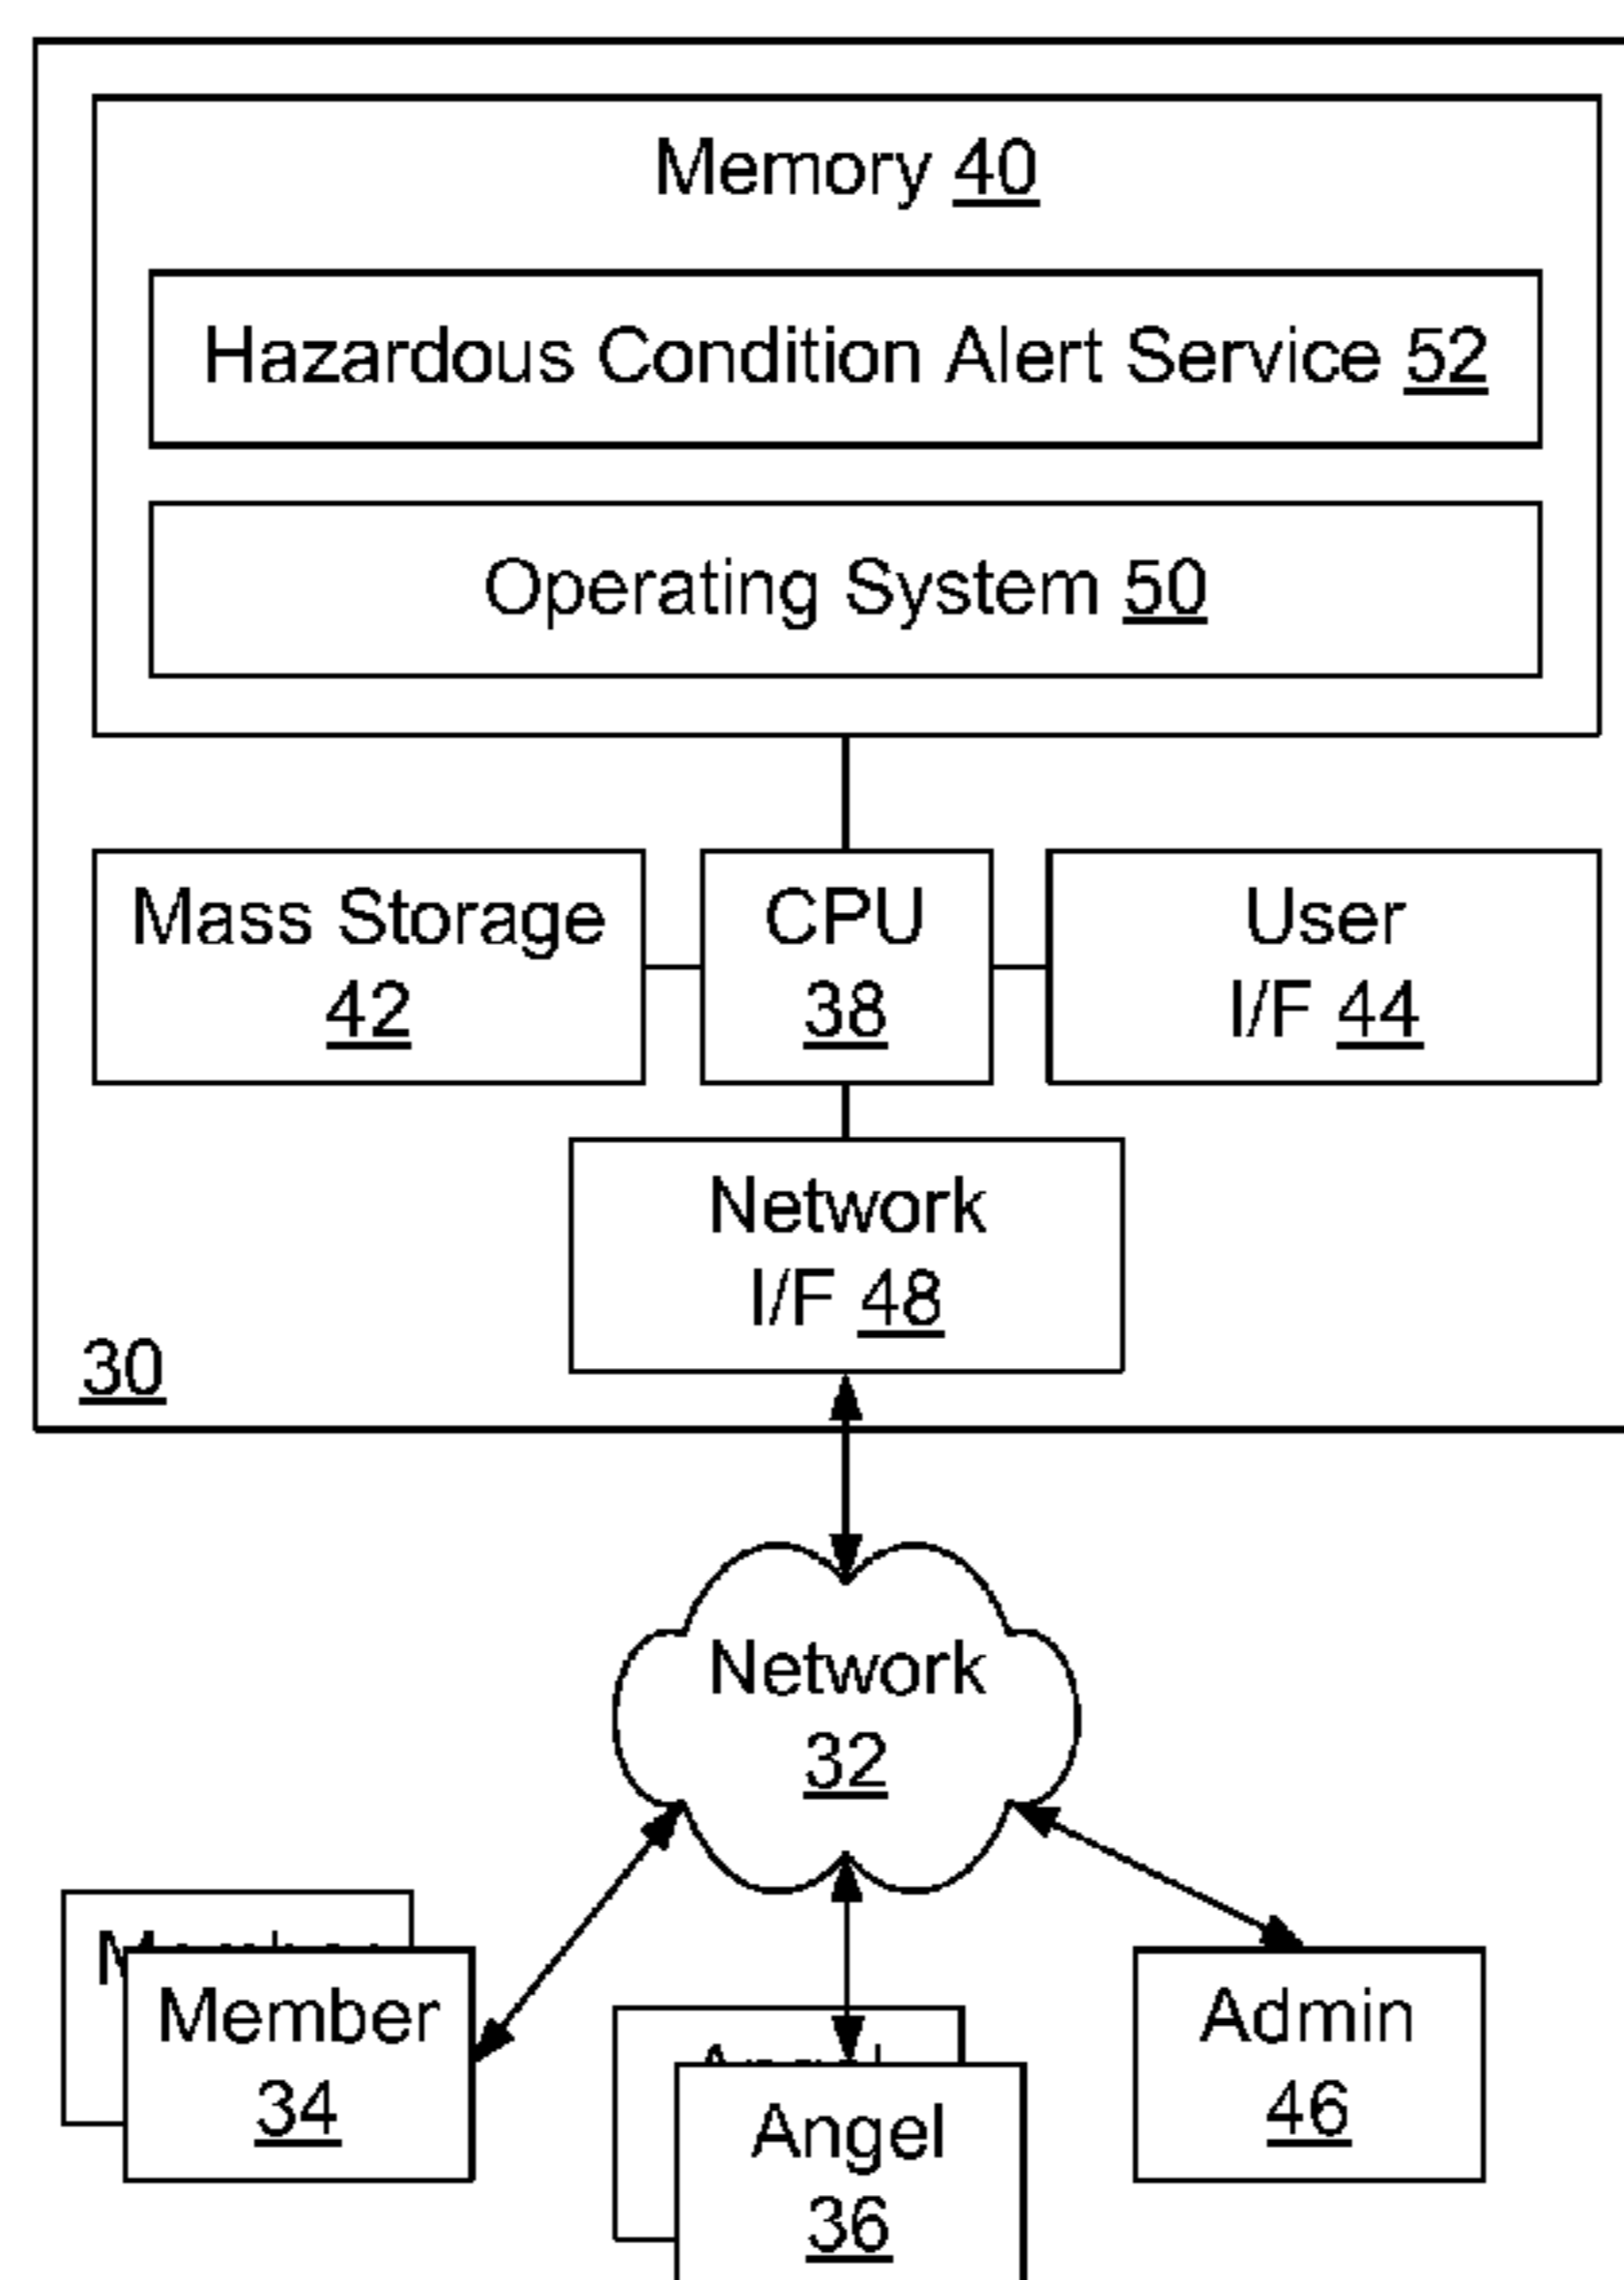 Memory 40
Hazardous Condition Alert Service 52
Operating System 50
Mass Storage
42
CPU
38
User
I/F 44
Network
I/F 48
30
Network
32
Member
34
Angel
36
Admin
46